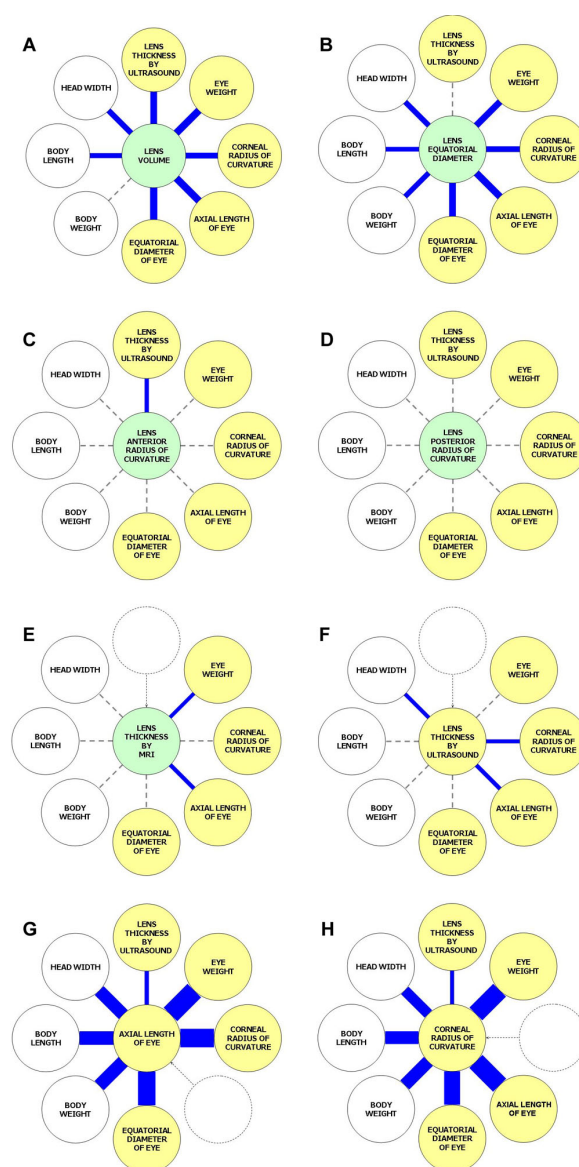 A
LENS
THICKNESS
BY
ULTRASOUND
HEAD WIDTH
EYE
WEIGHT
BODY
LENGTH
LENS
VOLUME
CORNEAL
RADIUS OF
CURVATURE
BODY
WEIGHT
AXIAL LENGTH
OF EYE
EQUATORIAL
DIAMETER
OF EYE
B
LENS
THICKNESS
BY
ULTRASOUND
HEAD WIDTH
EYE
WEIGHT
BODY
LENGTH
LENS
EQUATORIAL
DIAMETER
CORNEAL
RADIUS OF
CURVATURE
BODY
WEIGHT
AXIAL LENGTH
OF EYE
EQUATORIAL
DIAMETER
OF EYE
C
LENS
THICKNESS
BY
ULTRASOUND
HEAD WIDTH
EYE
WEIGHT
BODY
LENGTH
LENS
ANTERIOR
RADIUS OF
CURVATURE
CORNEAL
RADIUS OF
CURVATURE
BODY
WEIGHT
AXIAL LENGTH
OF EYE
EQUATORIAL
DIAMETER
OF EYE
D
LENS
THICKNESS
BY
ULTRASOUND
HEAD WIDTH
EYE
WEIGHT
BODY
LENGTH
LENS
POSTERIOR
RADIUS OF
CURVATURE
CORNEAL
RADIUS OF
CURVATURE
BODY
WEIGHT
AXIAL LENGTH
OF EYE
EQUATORIAL
DIAMETER
OF EYE
E
HEAD WIDTH
EYE
WEIGHT
BODY
LENGTH
LENS
THICKNESS
BY
MRI
CORNEAL
RADIUS OF
CURVATURE
BODY
WEIGHT
AXIAL LENGTH
OF EYE
EQUATORIAL
DIAMETER
OF EYE
F
HEAD WIDTH
EYE
WEIGHT
BODY
LENGTH
LENS
THICKNESS BY
ULTRASOUND
CORNEAL
RADIUS OF
CURVATURE
BODY
WEIGHT
AXIAL LENGTH
OF EYE
EQUATORIAL
DIAMETER
OF EYE
G
LENS
THICKNESS
BY
ULTRASOUND
HEAD WIDTH
EYE
WEIGHT
BODY
LENGTH
AXIAL LENGTH
OF EYE
CORNEAL
RADIUS OF
CURVATURE
BODY
WEIGHT
EQUATORIAL
DIAMETER
OF EYE
H
LENS
THICKNESS
BY
ULTRASOUND
HEAD WIDTH
EYE
WEIGHT
BODY
LENGTH
CORNEAL
RADIUS OF
CURVATURE
BODY
WEIGHT
AXIAL LENGTH
OF EYE
EQUATORIAL
DIAMETER
OF EYE